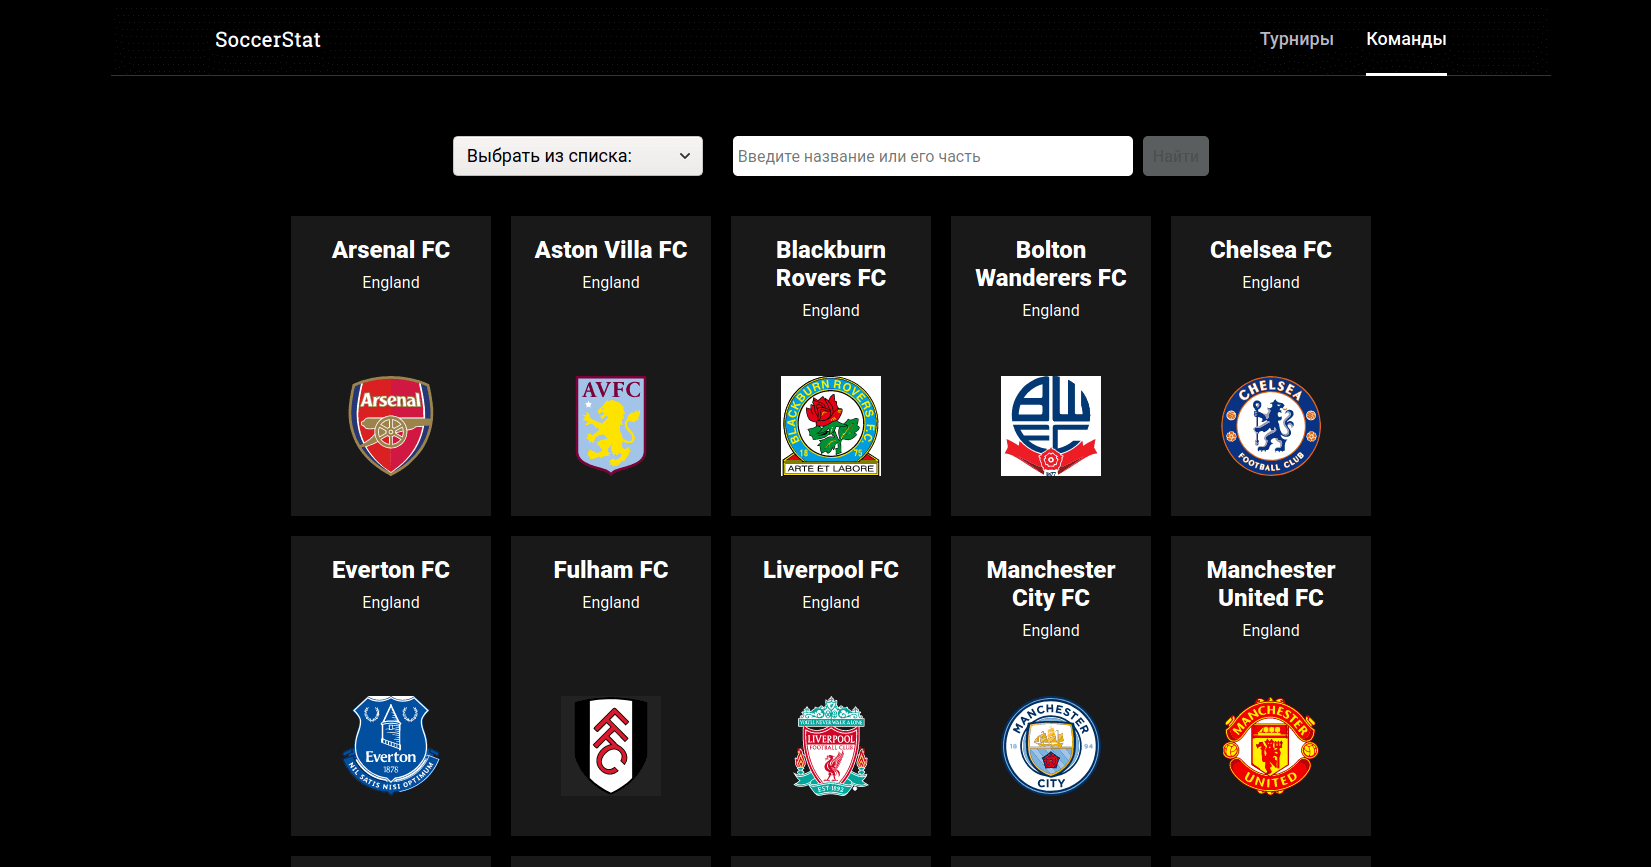 SoccerStat
Турниры
Команды
Выбрать из списка:
Введите название или его часть
Найти
Arsenal FC
England
Aston Villa FC
England
Blackburn
Rovers FC
England
Bolton
Wanderers FC
England
Chelsea FC
England
Arsenal
AVFC
BLACKBURN ROVERS F.C.
18 75
ARTE ET LABORE
BWFC
CHELSEA
FOOTBALL CLUB
Everton FC
England
Fulham FC
England
Liverpool FC
England
Manchester
City FC
England
Manchester
United FC
England
Everton
1878
NIL SATIS NISI OPTIMUM
FFC
YOU'LL NEVER WALK ALONE
LIVERPOOL
FOOTBALL CLUB
EST·1892
MANCHESTER
18 94
CITY
MANCHESTER
UNITED